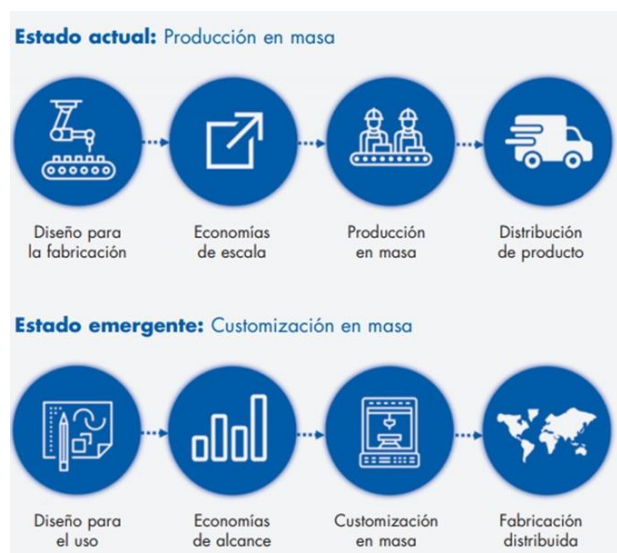 Estado actual: Producción en masa
Diseño para
la fabricación
Economías
de escala
Producción
en masa
Distribución
de producto
Estado emergente: Customización en masa
Diseño para
el uso
Economías
de alcance
Customización
en masa
Fabricación
distribuida